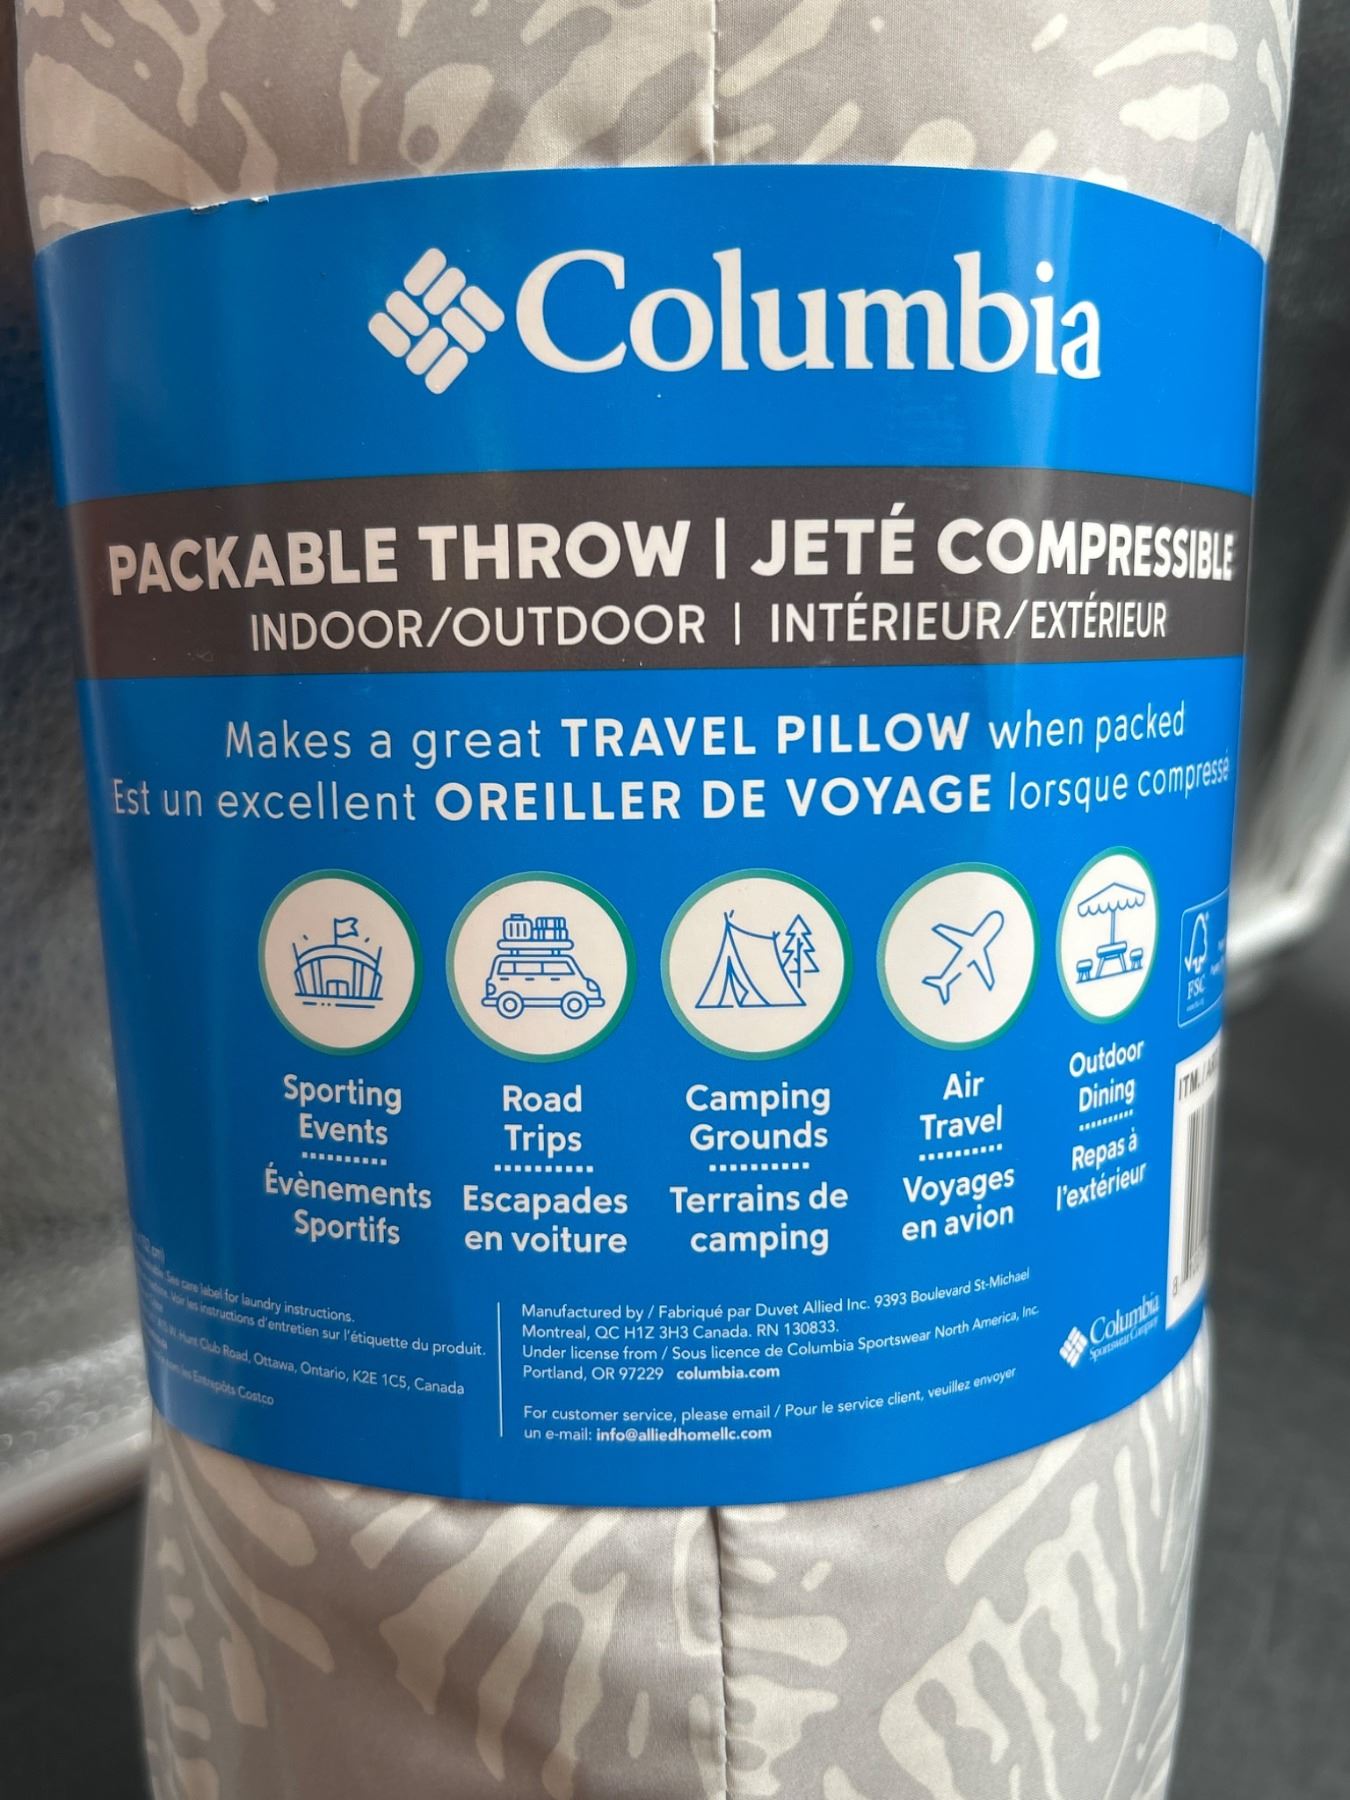 Columbia
PACKABLE THROW | JETÉ COMPRESSIBLE
INDOOR/OUTDOOR | INTÉRIEUR/EXTÉRIEUR
Makes a great TRAVEL PILLOW when packed
Est un excellent OREILLER DE VOYAGE lorsque compressé
Sporting
Events
Évènements
Sportifs
Road
Trips
Escapades
en voiture
Camping
Grounds
Terrains de
camping
Air
Travel
Voyages
en avion
Outdoor
Dining
Repas à
l'extérieur
FSC
ITM.
8
cm)
See care label for laundry instructions.
Voir les instructions d'entretien sur l'étiquette du produit.
W. Hunt Club Road, Ottawa, Ontario, K2E 1C5, Canada
les Entrepôts Costco
Manufactured by / Fabriqué par Duvet Allied Inc. 9393 Boulevard St-Michael
Montreal, QC H1Z 3H3 Canada. RN 130833.
Under license from / Sous licence de Columbia Sportswear North America, Inc.
Portland, OR 97229 columbia.com
For customer service, please email / Pour le service client, veuillez envoyer
un e-mail: info@alliedhomellc.com
Columbia
Sportswear Company